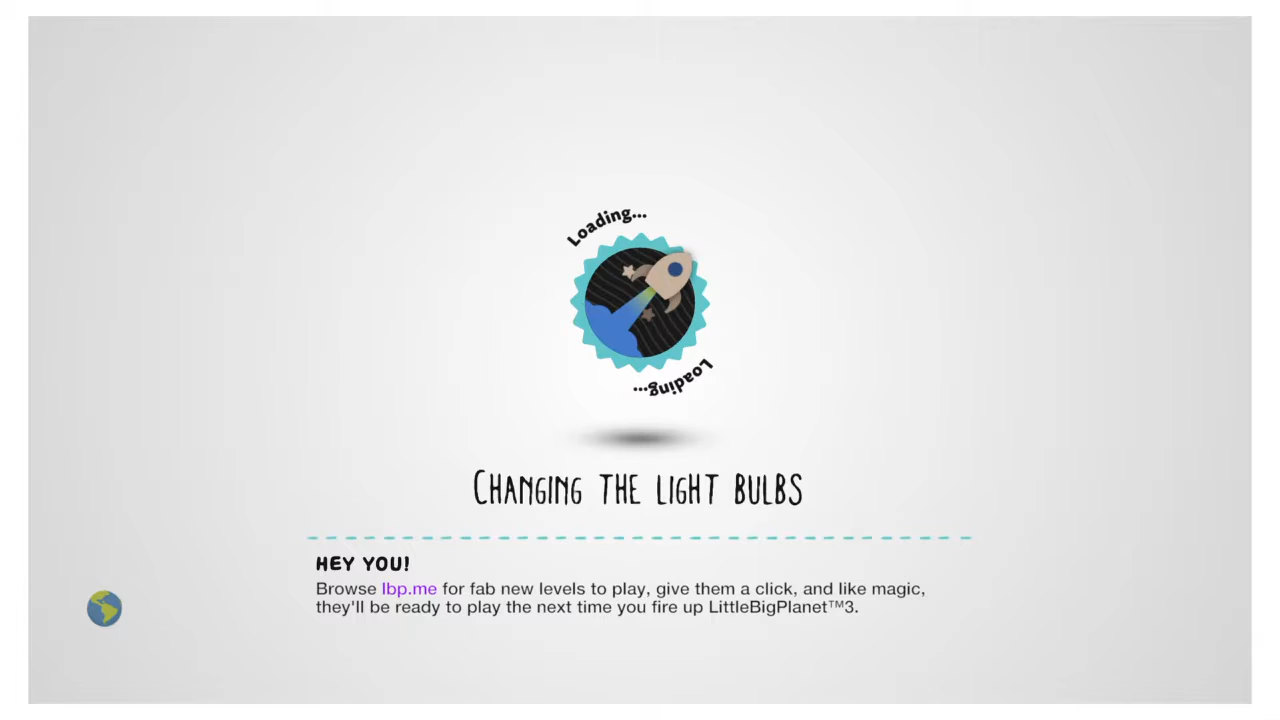 Loading...
Loading...
CHANGING THE LIGHT BULBS
HEY YOU!
Browse lbp.me for fab new levels to play, give them a click, and like magic,
they'll be ready to play the next time you fire up LittleBigPlanet™3.